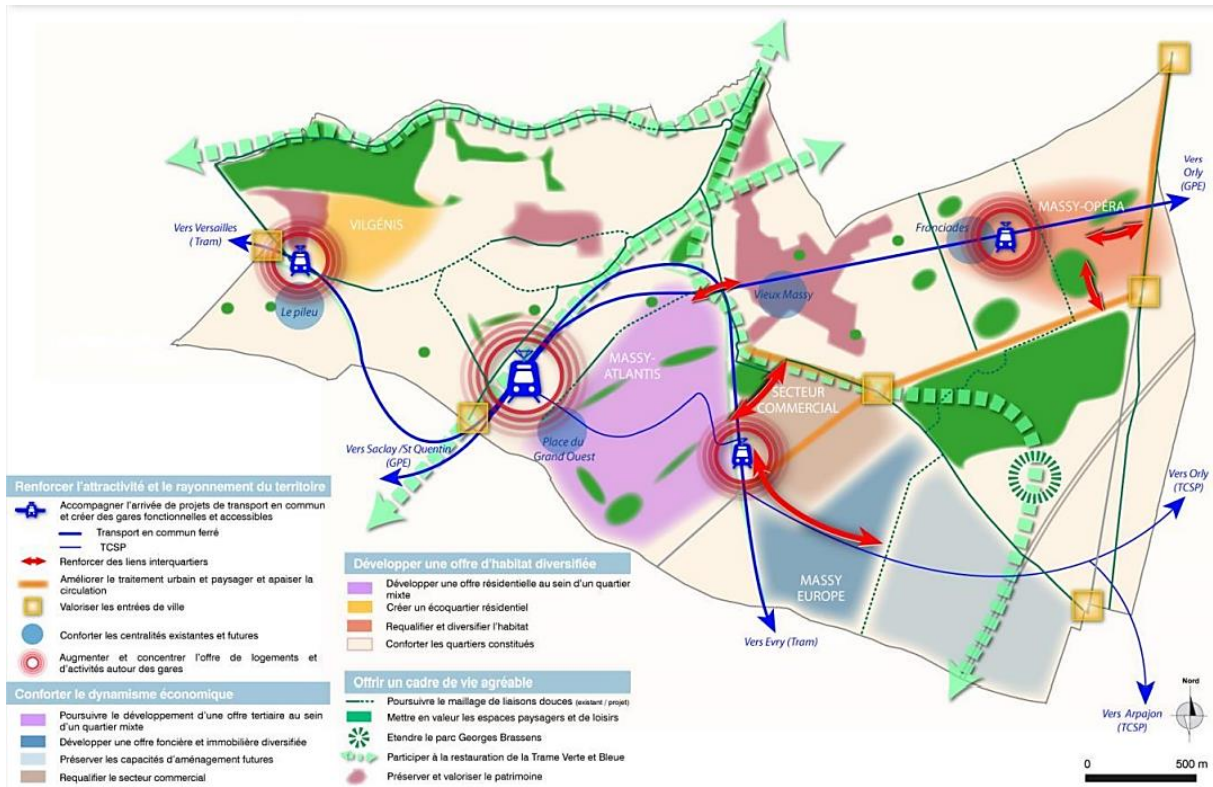 Vers
Orly
(GPE)
MASSY-OPÉRA
Franciades
VILGÉNIS
Vers Versailles
(Tram)
Le pileu
Vieux Massy
MASSY-
ATLANTIS
SECTEUR
COMMERCIAL
Place du
Grand Ouest
Vers Saclay /St Quentin
(GPE)
Vers Orly
(TCSP)
MASSY
EUROPE
Vers Evry (Tram)
Vers Arpajon
(TCSP)
Nord
0 500 m
Renforcer l'attractivité et le rayonnement du territoire
Accompagner l'arrivée de projets de transport en commun
et créer des gares fonctionnelles et accessibles
Transport en commun ferré
TCSP
Renforcer des liens interquartiers
Améliorer le traitement urbain et paysager et apaiser la
circulation
Valoriser les entrées de ville
Conforter les centralités existantes et futures
Augmenter et concentrer l'offre de logements et
d'activités autour des gares
Conforter le dynamisme économique
Poursuivre le développement d'une offre tertiaire au sein
d'un quartier mixte
Développer une offre foncière et immobilière diversifiée
Préserver les capacités d'aménagement futures
Requalifier le secteur commercial
Développer une offre d'habitat diversifiée
Développer une offre résidentielle au sein d'un quartier
mixte
Créer un écoquartier résidentiel
Requalifier et diversifier l'habitat
Conforter les quartiers constitués
Offrir un cadre de vie agréable
Poursuivre le maillage de liaisons douces (existant / projet)
Mettre en valeur les espaces paysagers et de loisirs
Etendre le parc Georges Brassens
Participer à la restauration de la Trame Verte et Bleue
Préserver et valoriser le patrimoine